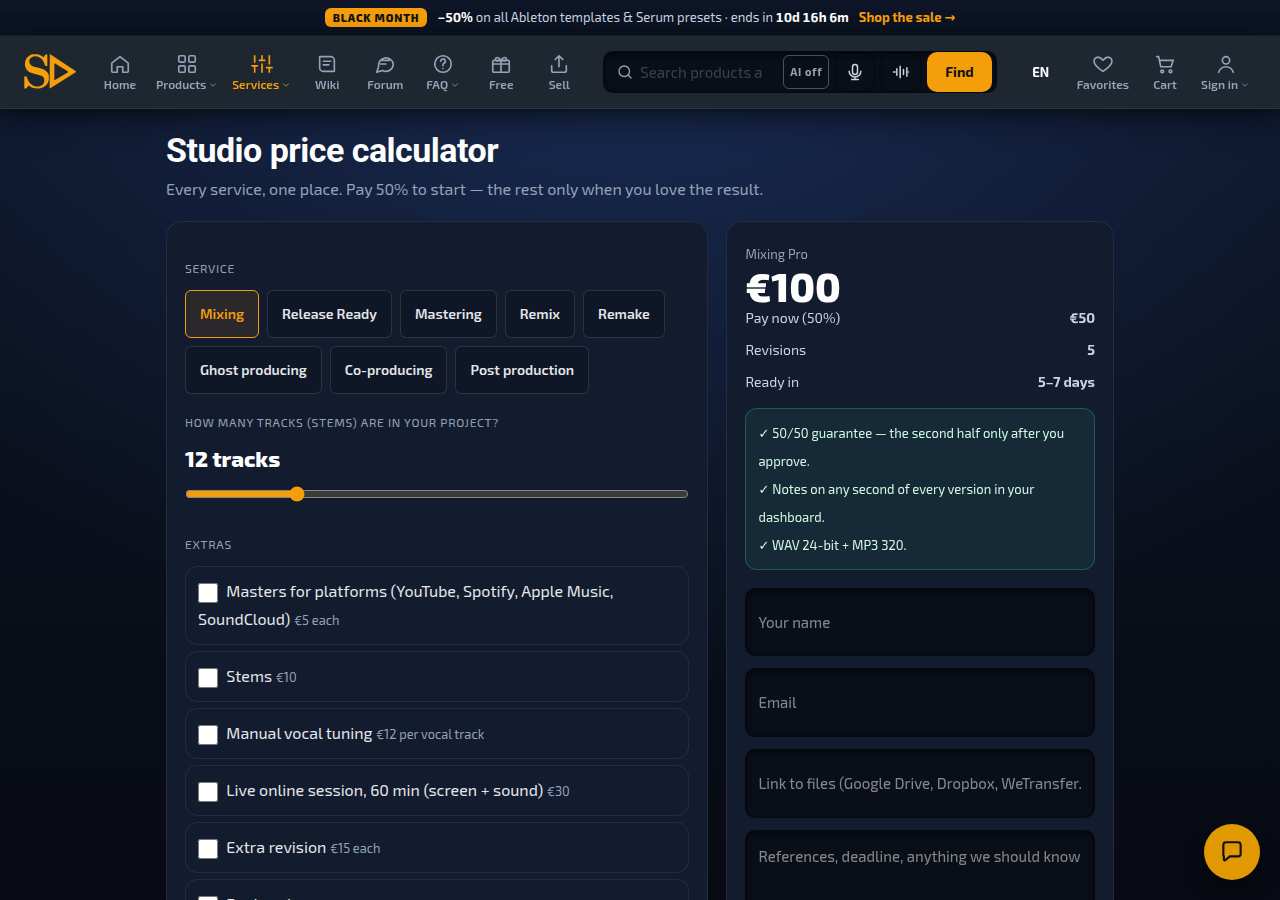 BLACK MONTH −50% on all Ableton templates & Serum presets · ends in 10d 16h 6m Shop the sale →
Home Products Services Wiki Forum FAQ Free Sell Search products a AI off Find EN Favorites Cart Sign in
Studio price calculator
Every service, one place. Pay 50% to start — the rest only when you love the result.
SERVICE
Mixing Release Ready Mastering Remix Remake
Ghost producing Co-producing Post production
HOW MANY TRACKS (STEMS) ARE IN YOUR PROJECT?
12 tracks
EXTRAS
Masters for platforms (YouTube, Spotify, Apple Music,
SoundCloud) €5 each
Stems €10
Manual vocal tuning €12 per vocal track
Live online session, 60 min (screen + sound) €30
Extra revision €15 each
Mixing Pro
€100
Pay now (50%) €50
Revisions 5
Ready in 5–7 days
✓ 50/50 guarantee — the second half only after you
approve.
✓ Notes on any second of every version in your
dashboard.
✓ WAV 24-bit + MP3 320.
Your name
Email
Link to files (Google Drive, Dropbox, WeTransfer.
References, deadline, anything we should know